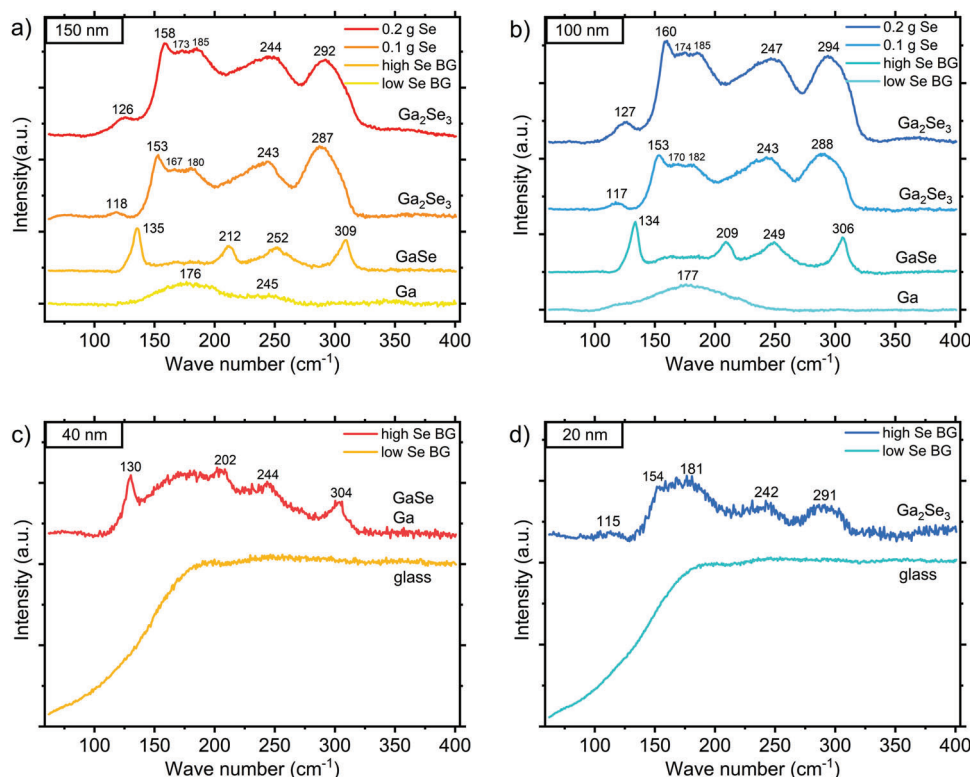 a) 150 nm
0.2 g Se
0.1 g Se
high Se BG
low Se BG
158 173 185 244 292
126
Ga₂Se₃
153 167 180 243 287
118
Ga₂Se₃
135 212 252 309
GaSe
176 245
Ga
Intensity(a.u.)
50 100 150 200 250 300 350 400
Wave number (cm⁻¹)
b) 100 nm
0.2 g Se
0.1 g Se
high Se BG
low Se BG
160 174 185 247 294
127
Ga₂Se₃
153 170 182 243 288
117
Ga₂Se₃
134 209 249 306
GaSe
177
Ga
Intensity (a.u.)
50 100 150 200 250 300 350 400
Wave number (cm⁻¹)
c) 40 nm
high Se BG
low Se BG
130 202 244 304
GaSe
Ga
glass
Intensity (a.u.)
100 150 200 250 300 350 400
Wave number (cm⁻¹)
d) 20 nm
high Se BG
low Se BG
115 154 181 242 291
Ga₂Se₃
glass
Intensity (a.u.)
50 100 150 200 250 300 350 400
Wave number (cm⁻¹)